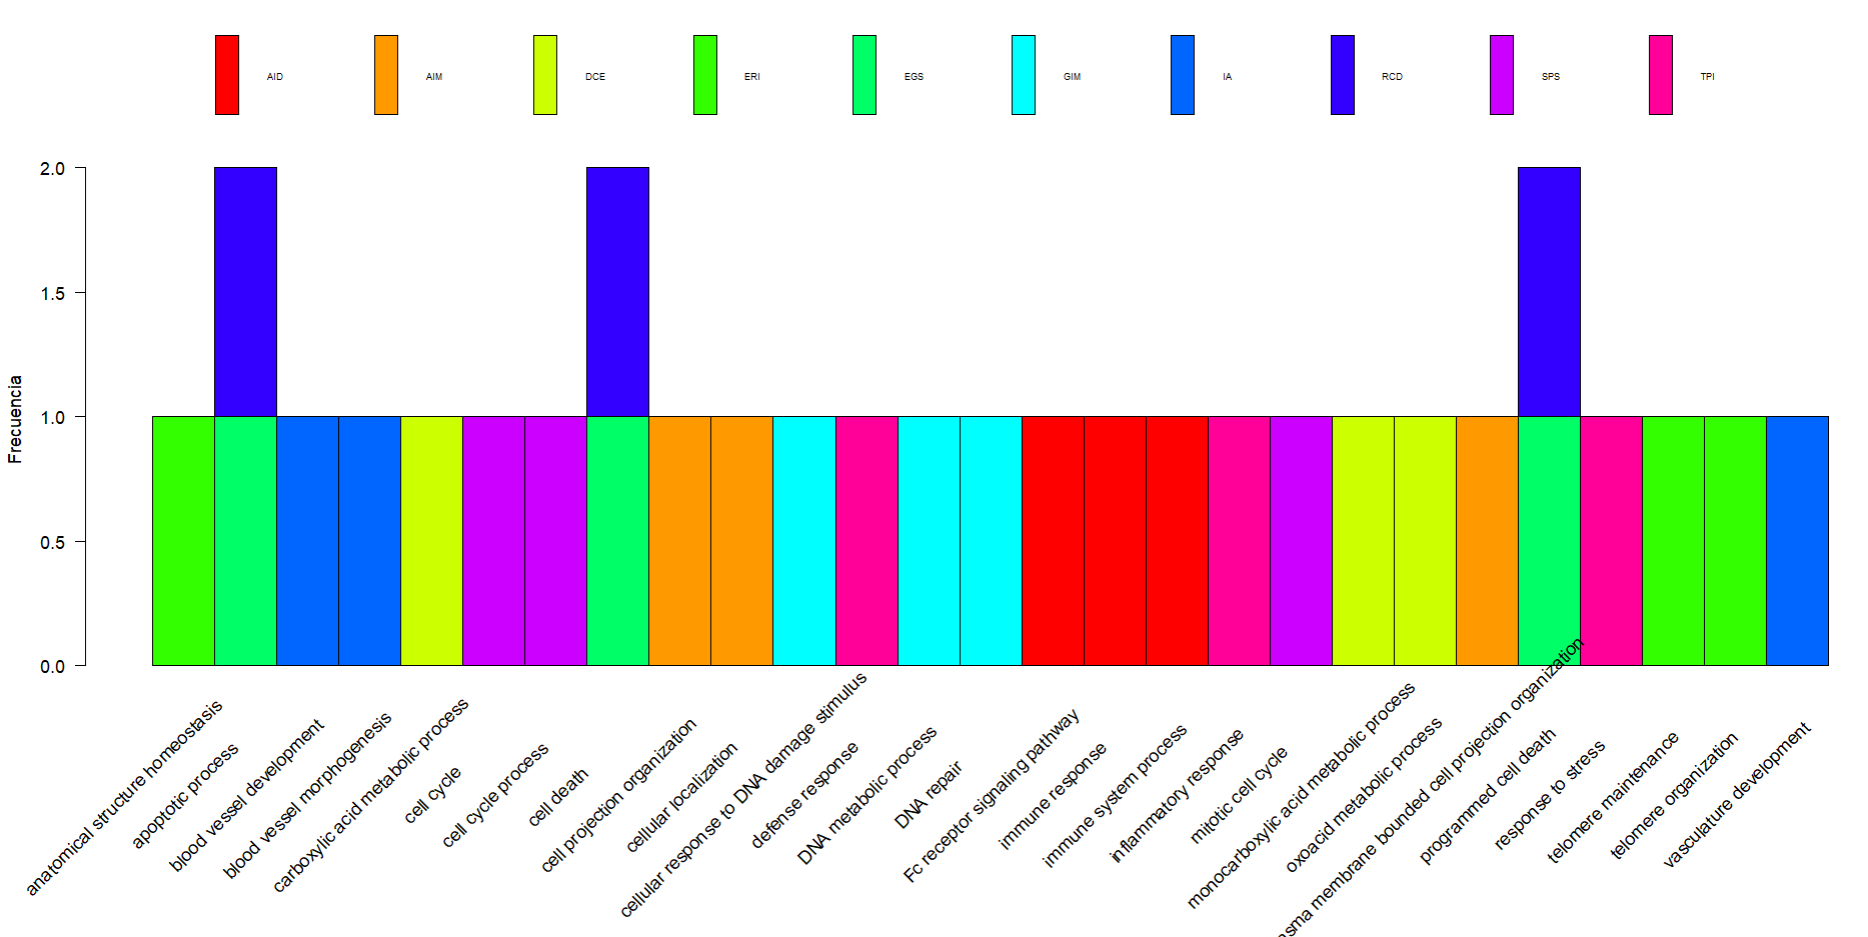 AID AIM DCE ERI EGS GIM IA RCD SPS TPI
Frecuencia
2.0
1.5
1.0
0.5
0.0
anatomical structure homeostasis
apoptotic process
blood vessel development
blood vessel morphogenesis
carboxylic acid metabolic process
cell cycle
cell cycle process
cell death
cell projection organization
cellular localization
cellular response to DNA damage stimulus
defense response
DNA metabolic process
DNA repair
Fc receptor signaling pathway
immune response
immune system process
inflammatory response
mitotic cell cycle
monocarboxylic acid metabolic process
oxoacid metabolic process
membrane bounded cell projection organization
programmed cell death
response to stress
telomere maintenance
telomere organization
vasculature development